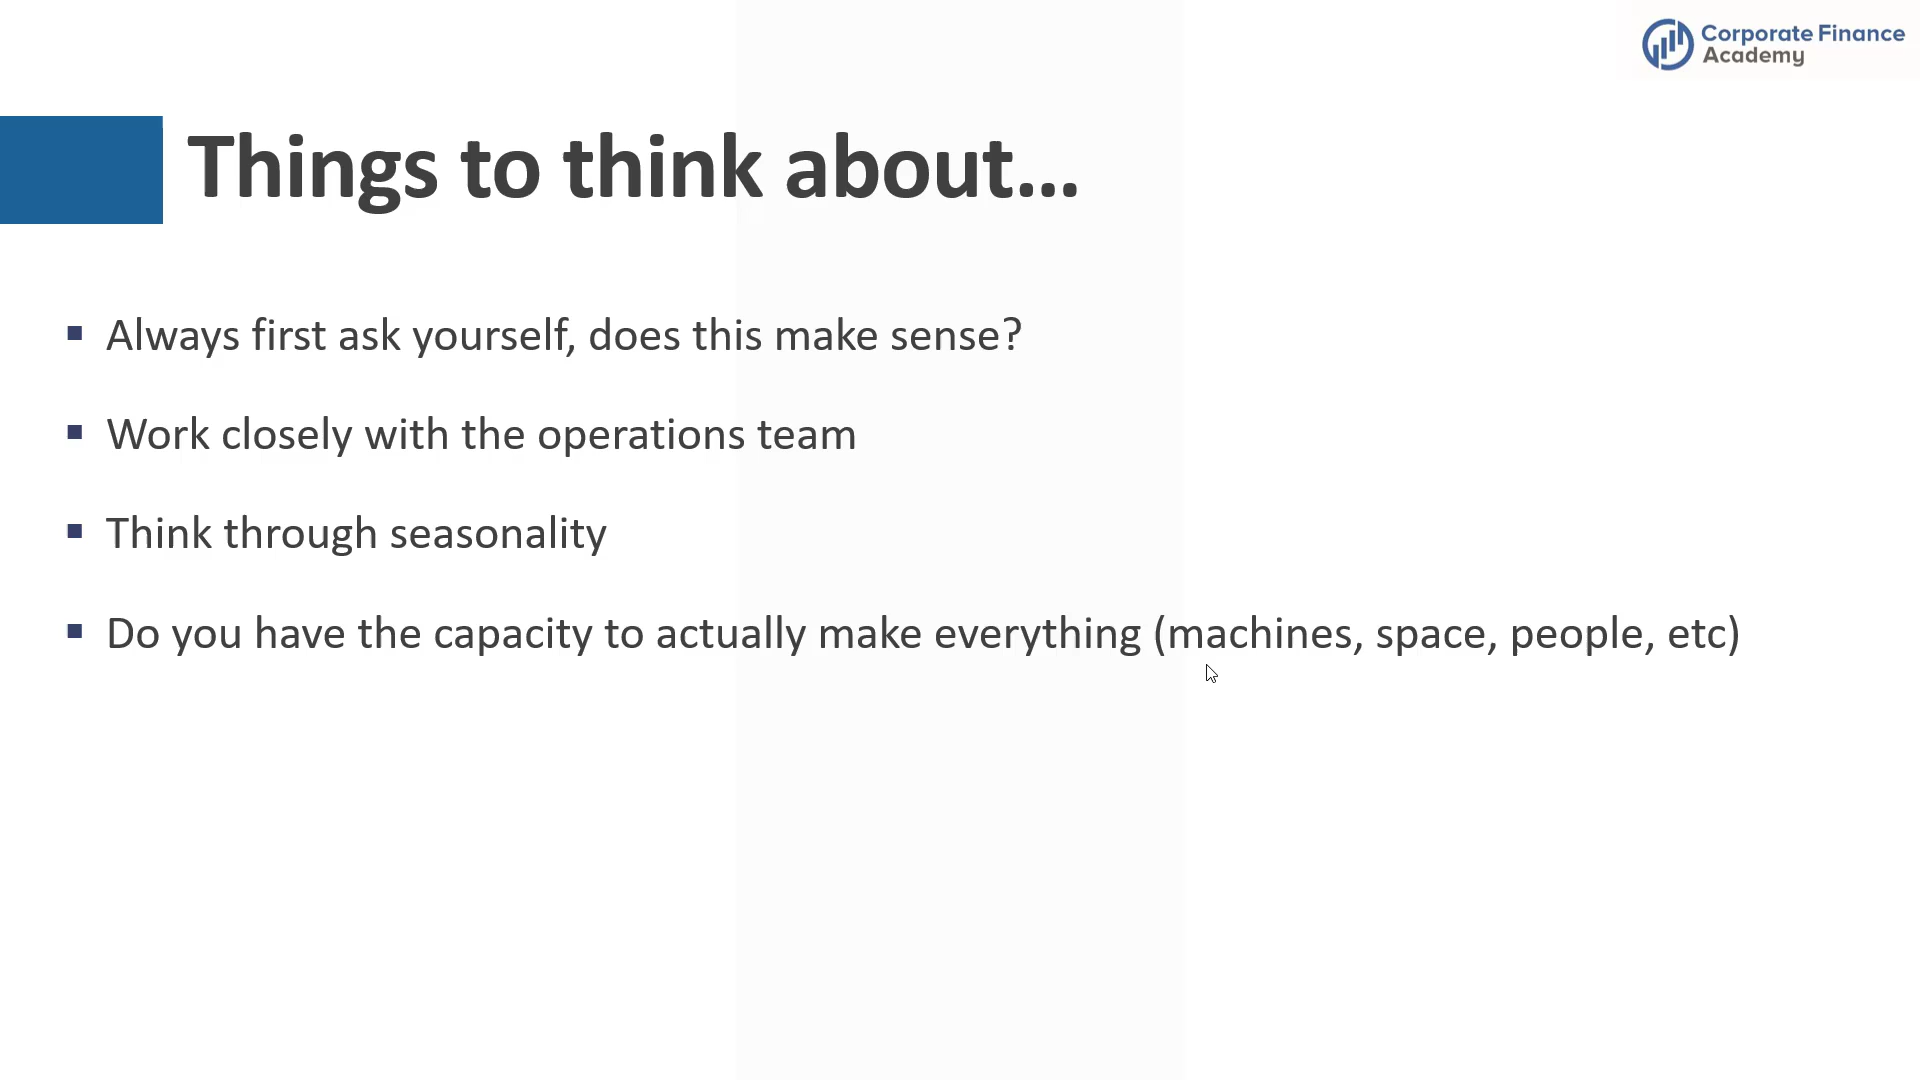 Corporate Finance
Academy
Things to think about...
Always first ask yourself, does this make sense?
Work closely with the operations team
Think through seasonality
Do you have the capacity to actually make everything (machines, space, people, etc)